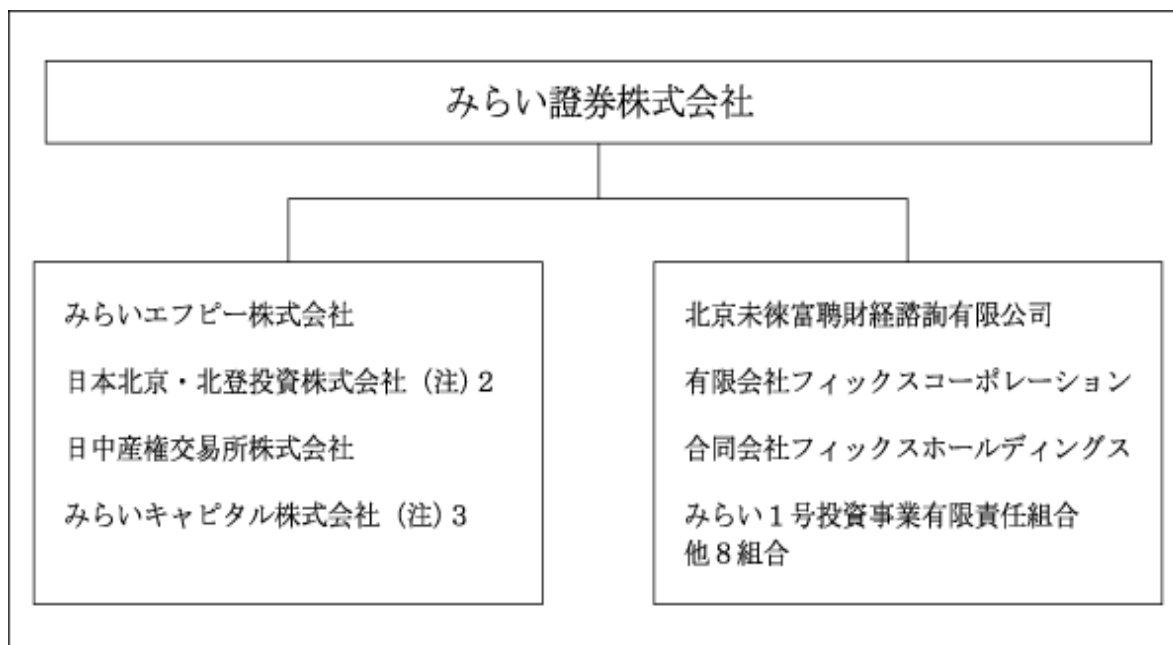 みらい證券株式会社
みらいエフピー株式会社
日本北京・北登投資株式会社（注）2
日中産権交易所株式会社
みらいキャピタル株式会社（注）3
北京未徠富聘財経諮詢有限公司
有限会社フィックスコーポレーション
合同会社フィックスホールディングス
みらい1号投資事業有限責任組合
他8組合